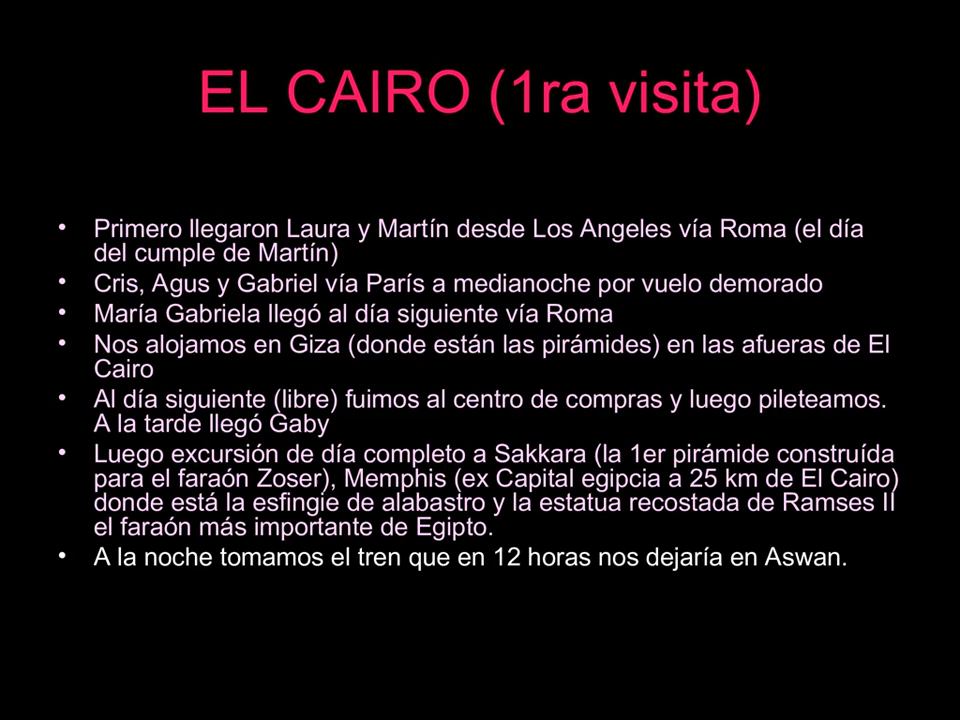 EL CAIRO (1ra visita)
• Primero llegaron Laura y Martín desde Los Angeles vía Roma (el día
del cumple de Martín)
• Cris, Agus y Gabriel vía París a medianoche por vuelo demorado
• María Gabriela llegó al día siguiente vía Roma
• Nos alojamos en Giza (donde están las pirámides) en las afueras de El
Cairo
• Al día siguiente (libre) fuimos al centro de compras y luego pileteamos.
A la tarde llegó Gaby
• Luego excursión de día completo a Sakkara (la 1er pirámide construída
para el faraón Zoser), Memphis (ex Capital egipcia a 25 km de El Cairo)
donde está la esfingie de alabastro y la estatua recostada de Ramses II
el faraón más importante de Egipto.
• A la noche tomamos el tren que en 12 horas nos dejaría en Aswan.